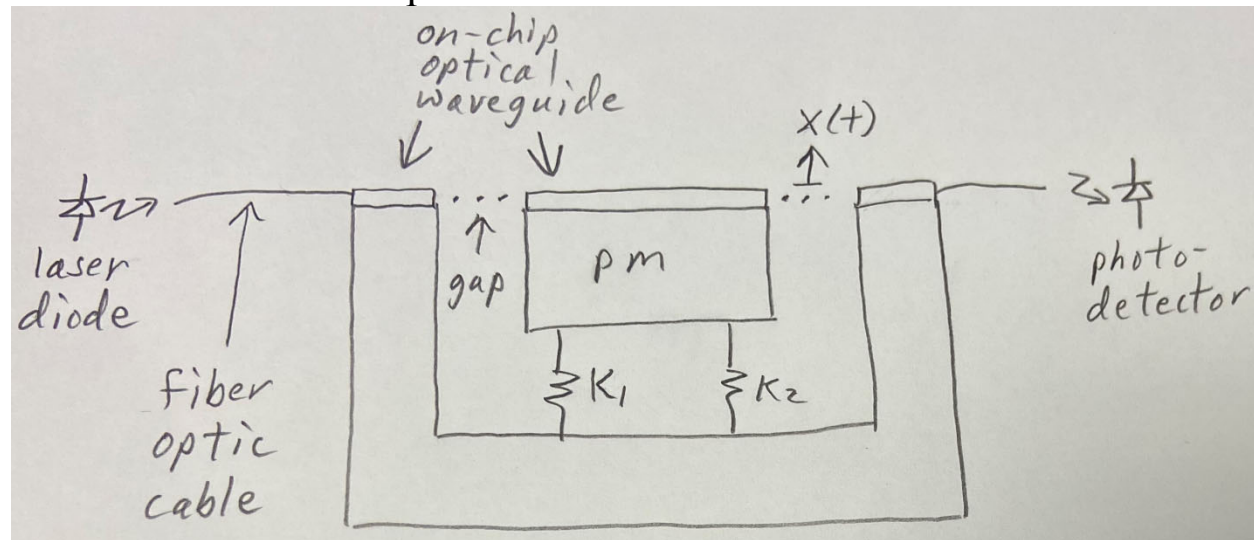 on-chip
optical
waveguide
x(t)
laser
diode
gap
pm
photo-
detector
K1
K2
fiber
optic
cable